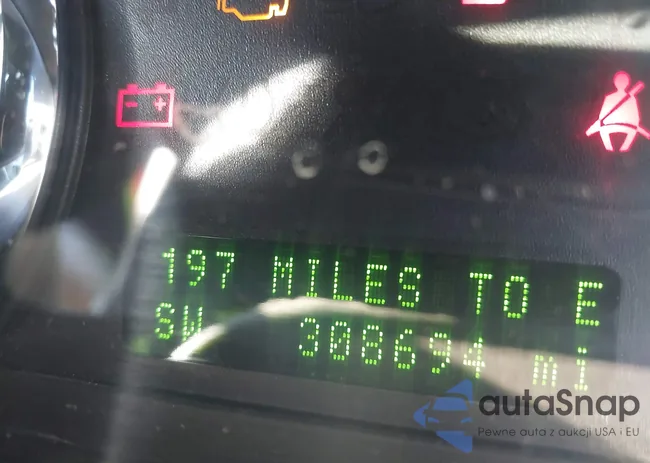 197 MILES TO E
SW 308694 mi
autaSnap
Pewne auta z aukcji USA i EU